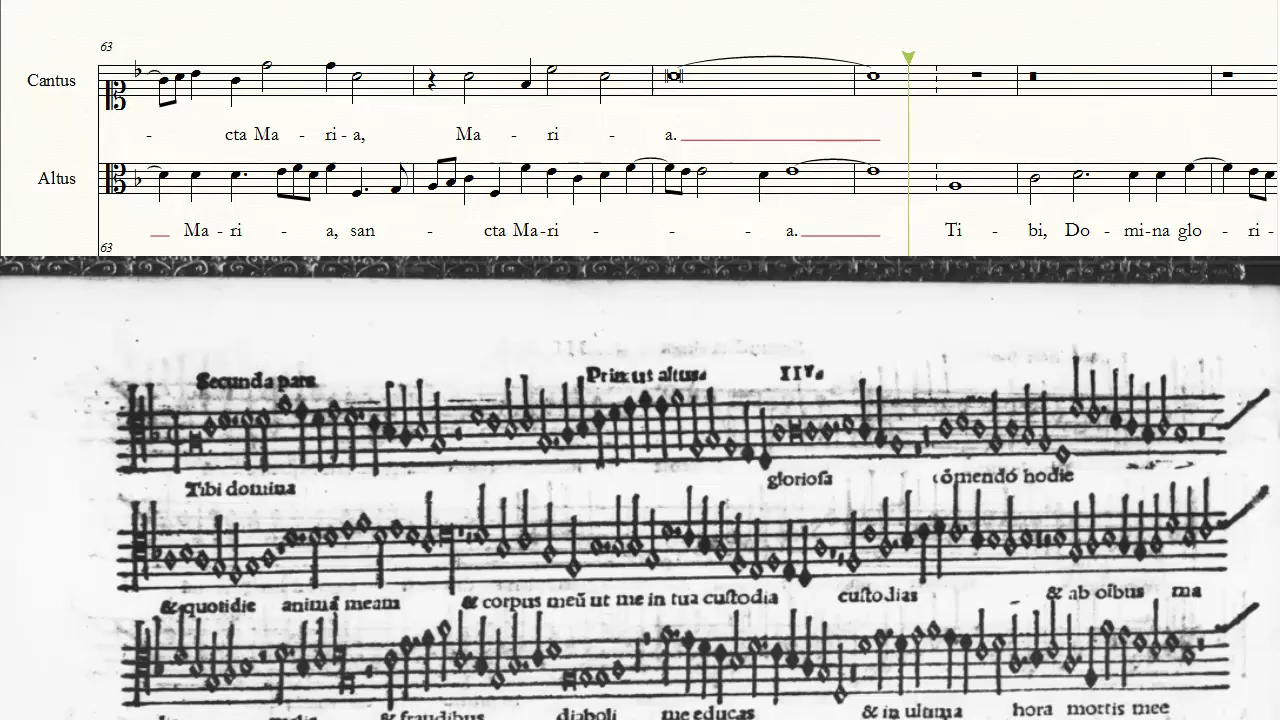 63
Cantus
- cta Ma - ri - a, Ma - ri - a.
Altus
Ma - ri - a, san - cta Ma - ri - - - a. Ti - bi, Do - mi - na glo - ri -
63
Secunda pars Primus altus. IIV.
Tibi domina gloriosa cōmendo hodie
& quotidie animā meam & corpus meū ut me in tua custodia custodias & ab oībus ma
& fraudibus diaboli me educas & in ultima hora mortis mee